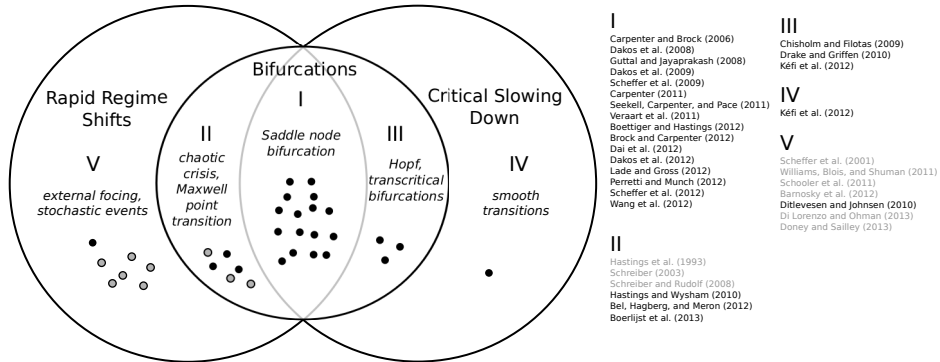 Rapid Regime
Shifts
V
external focing,
stochastic events
Bifurcations
II
chaotic
crisis,
Maxwell
point
transition
I
Saddle node
bifurcation
III
Hopf,
transcritical
bifurcations
Critical Slowing
Down
IV
smooth
transitions
I
Carpenter and Brock (2006)
Dakos et al. (2008)
Guttal and Jayaprakash (2008)
Dakos et al. (2009)
Scheffer et al. (2009)
Carpenter (2011)
Seekell, Carpenter, and Pace (2011)
Veraart et al. (2011)
Boettiger and Hastings (2012)
Brock and Carpenter (2012)
Dai et al. (2012)
Dakos et al. (2012)
Lade and Gross (2012)
Perretti and Munch (2012)
Scheffer et al. (2012)
Wang et al. (2012)
II
Hastings et al. (1993)
Schreiber (2003)
Schreiber and Rudolf (2008)
Hastings and Wysham (2010)
Bel, Hagberg, and Meron (2012)
Boerlijst et al. (2013)
III
Chisholm and Filotas (2009)
Drake and Griffen (2010)
Kéfi et al. (2012)
IV
Kéfi et al. (2012)
V
Scheffer et al. (2001)
Williams, Blois, and Shuman (2011)
Schooler et al. (2011)
Barnosky et al. (2012)
Ditlevesen and Johnsen (2010)
Di Lorenzo and Ohman (2013)
Doney and Sailley (2013)